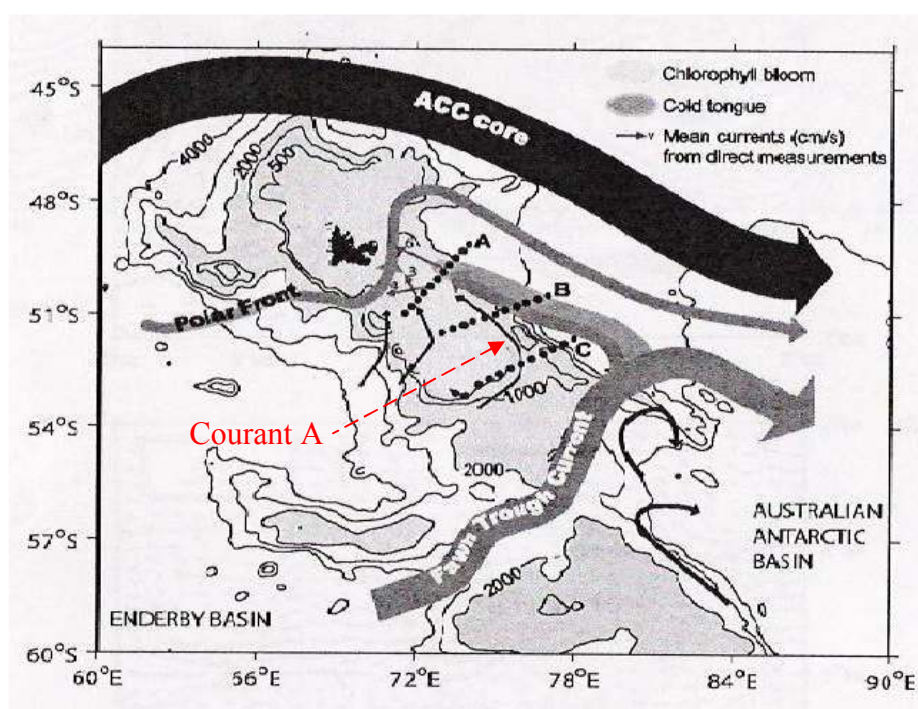 45°S
48°S
51°S
54°S
57°S
60°S
60°E
66°E
72°E
78°E
84°E
90°E
ACC core
Chlorophyll bloom
Cold tongue
Mean currents (cm/s)
from direct measurements
4000
2000
500
A
B
C
Polar Front
3
1000
Courant A
2000
Fawn Trough Current
2000
AUSTRALIAN
ANTARCTIC
BASIN
ENDERBY BASIN